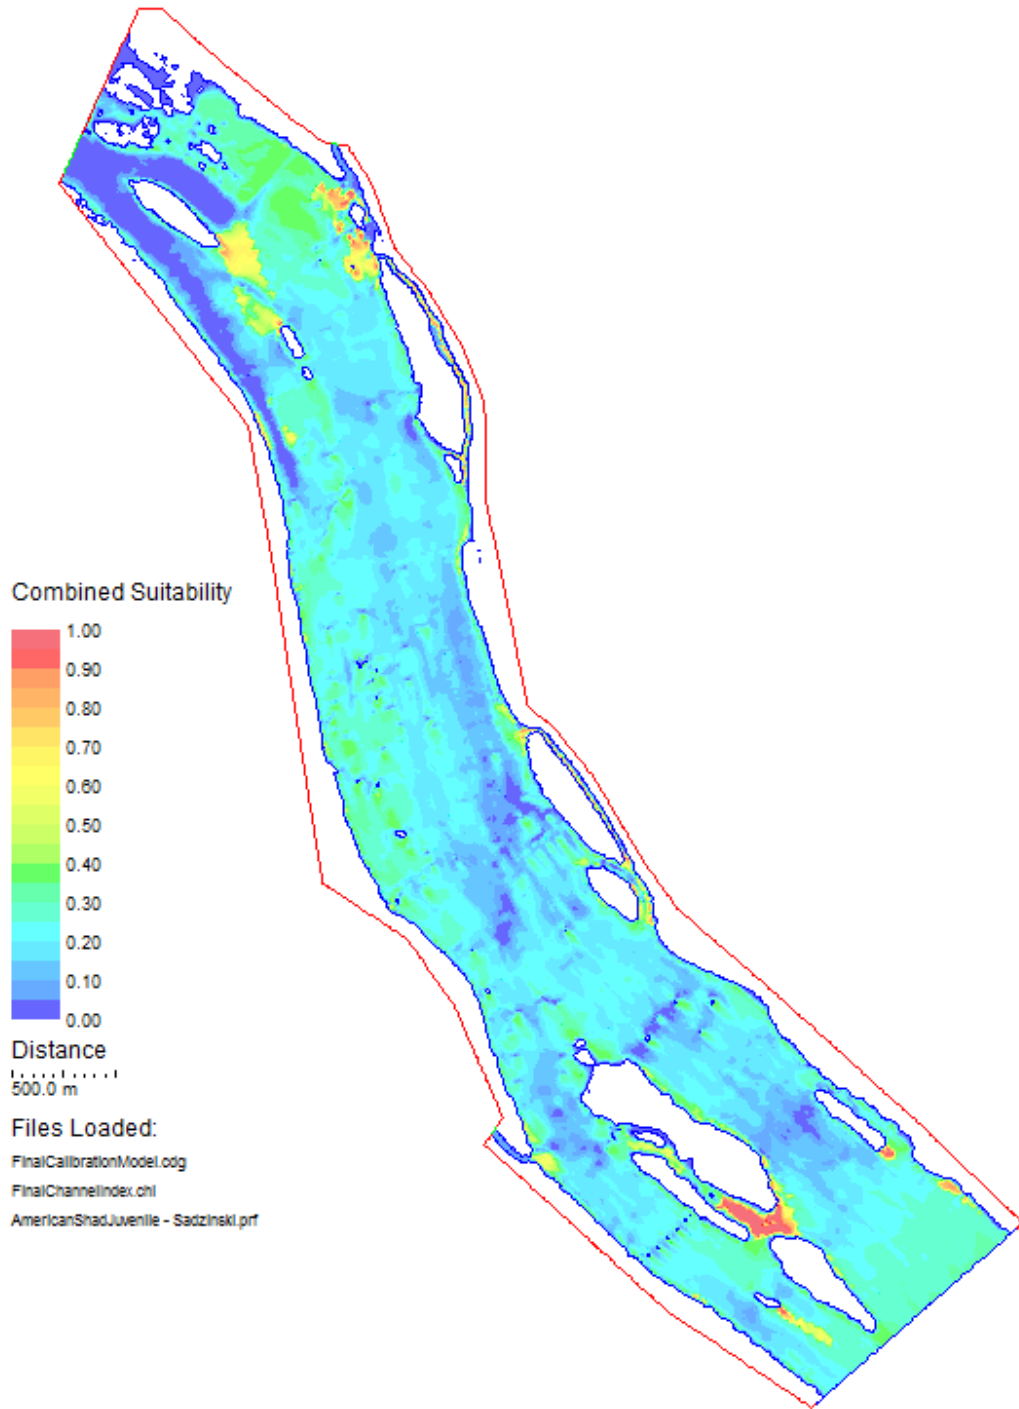 Combined Suitability
1.00
0.90
0.80
0.70
0.60
0.50
0.40
0.30
0.20
0.10
0.00
Distance
500.0 m
Files Loaded:
FinalCalibrationModel.cdg
FinalChannelIndex.chi
AmericanShadJuvenile - Sadzinski.prf